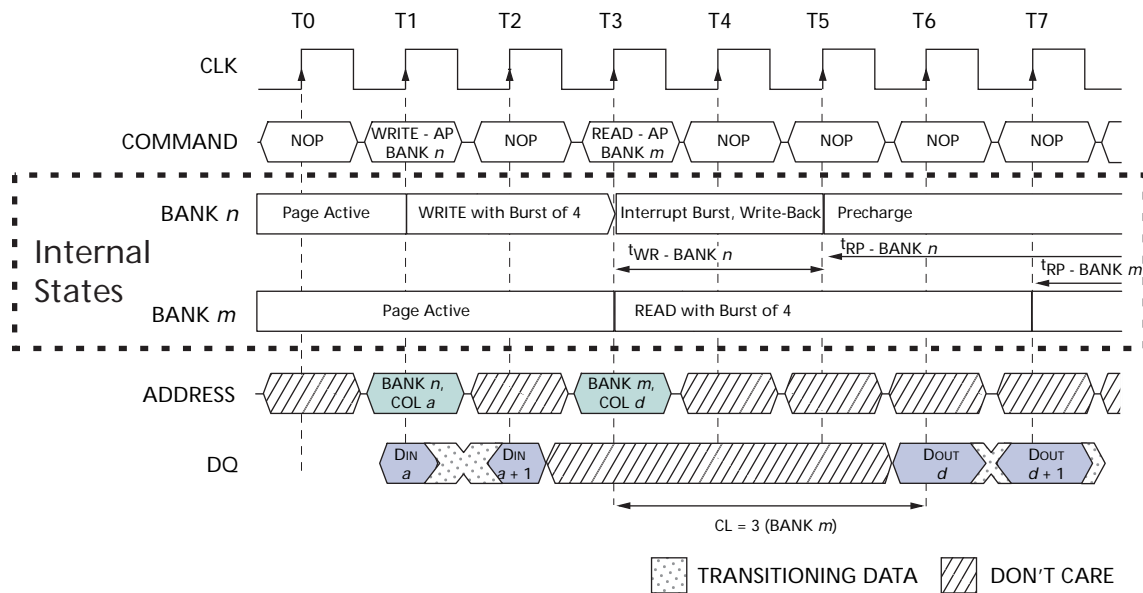 T0 T1 T2 T3 T4 T5 T6 T7
CLK
COMMAND
NOP
WRITE - AP
BANK n
NOP
READ - AP
BANK m
NOP
NOP
NOP
NOP
Internal
States
BANK n
Page Active
WRITE with Burst of 4
Interrupt Burst, Write-Back
Precharge
tWR - BANK n
tRP - BANK n
tRP - BANK m
BANK m
Page Active
READ with Burst of 4
ADDRESS
BANK n,
COL a
BANK m,
COL d
DQ
DIN
a
DIN
a + 1
DOUT
d
DOUT
d + 1
CL = 3 (BANK m)
TRANSITIONING DATA
DON'T CARE